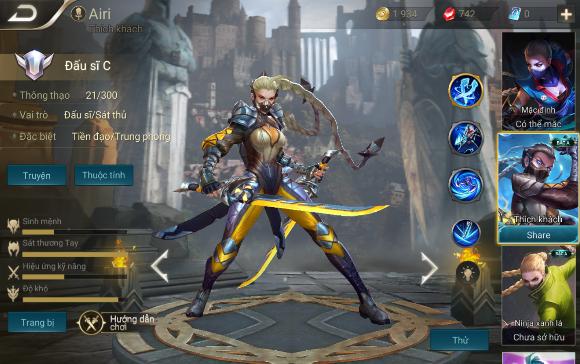 Airi
Thích khách
1 934
742
0
Đấu sĩ C
Thông thạo 21/300
Vai trò Đấu sĩ/Sát thủ
Đặc biệt Tiền đạo/Trung phong
Truyện
Thuộc tính
Sinh mệnh
Sát thương Tay
Hiệu ứng kỹ năng
Độ khó
Trang bị
Hướng dẫn
chơi
Thử
Mặc định
Có thể mặc
BẬC A
Thích khách
Share
Ninja xanh lá
Chưa sở hữu